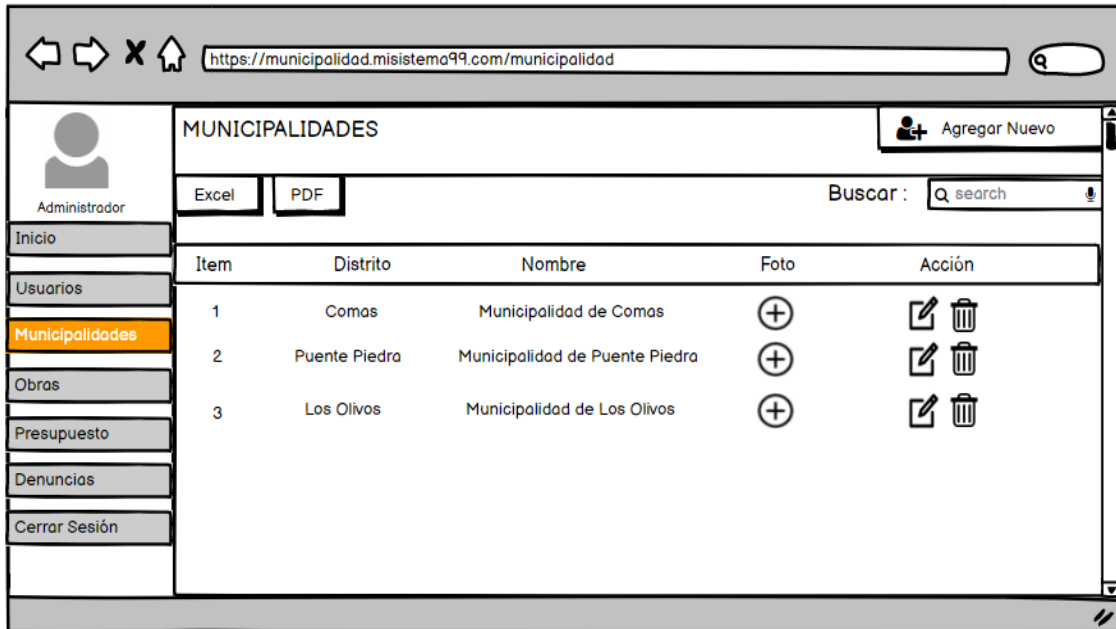 https://municipalidad.misistema99.com/municipalidad
Administrador
Inicio
Usuarios
Municipalidades
Obras
Presupuesto
Denuncias
Cerrar Sesión
MUNICIPALIDADES
Agregar Nuevo
Excel PDF Buscar : search
Item Distrito Nombre Foto Acción
1 Comas Municipalidad de Comas
2 Puente Piedra Municipalidad de Puente Piedra
3 Los Olivos Municipalidad de Los Olivos